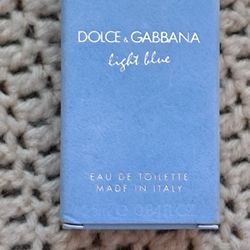 DOLCE & GABBANA
light blue
EAU DE TOILETTE
MADE IN ITALY